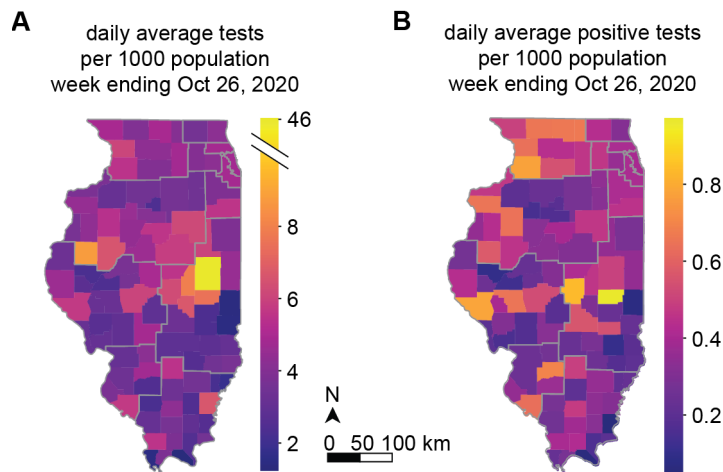 A
daily average tests
per 1000 population
week ending Oct 26, 2020
46
8
6
4
2
N
0 50 100 km
B
daily average positive tests
per 1000 population
week ending Oct 26, 2020
0.8
0.6
0.4
0.2